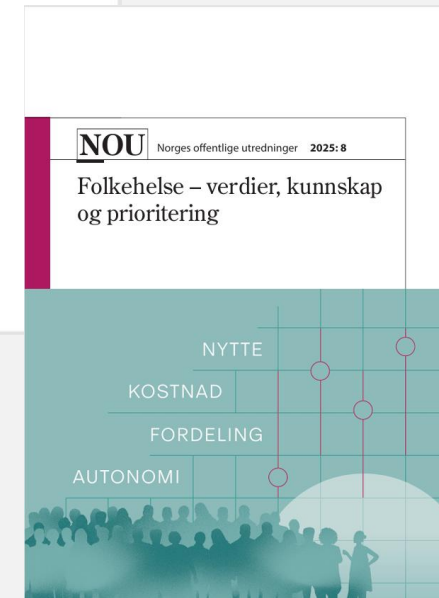 NOU Norges offentlige utredninger 2025: 8
Folkehelse – verdier, kunnskap
og prioritering
NYTTE
KOSTNAD
FORDELING
AUTONOMI